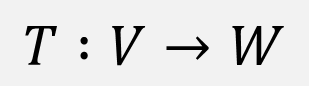 T : V → W